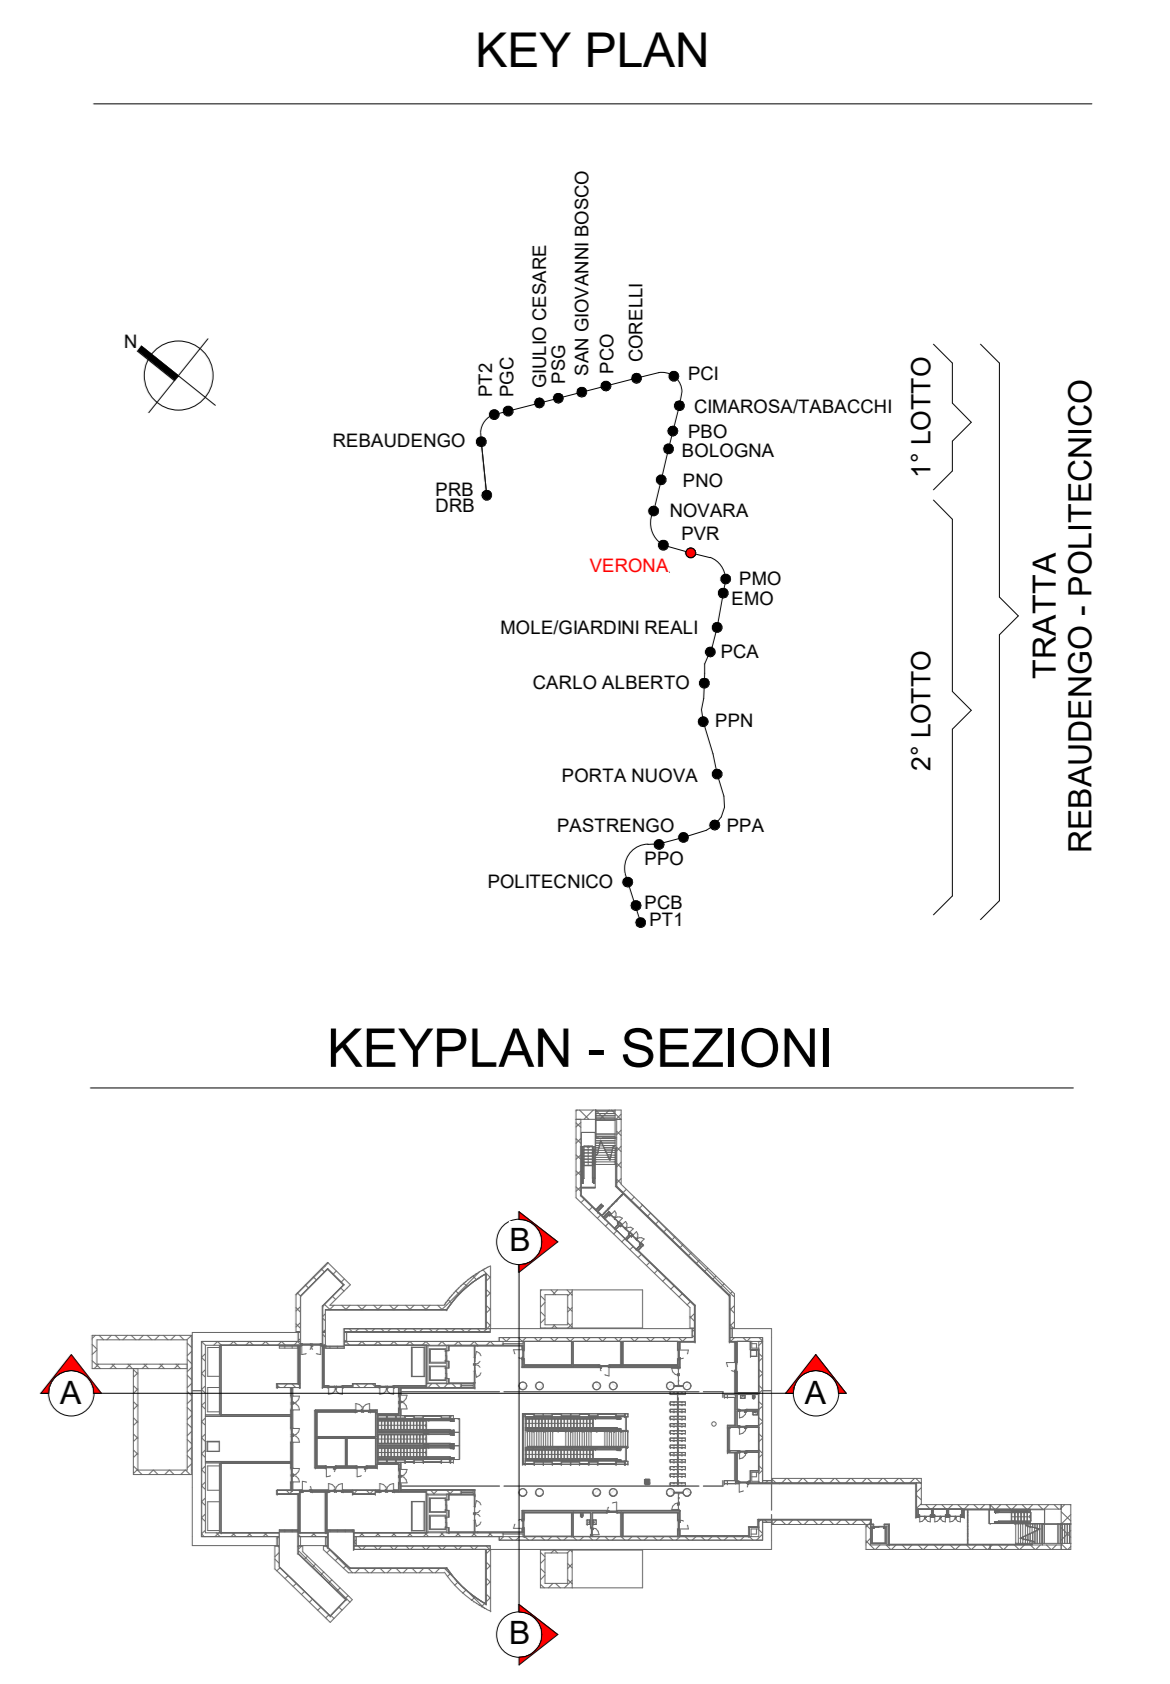 KEY PLAN
N
PT2
PGC
GIULIO CESARE
PSG
SAN GIOVANNI BOSCO
PCO
CORELLI
PCI
CIMAROSA/TABACCHI
PBO
BOLOGNA
PNO
NOVARA
PVR
VERONA
REBAUDENGO
PRB
DRB
PMO
EMO
MOLE/GIARDINI REALI
PCA
CARLO ALBERTO
PPN
PORTA NUOVA
PASTRENGO
PPA
PPO
POLITECNICO
PCB
PT1
1° LOTTO
2° LOTTO
TRATTA
REBAUDENGO - POLITECNICO
KEYPLAN - SEZIONI
B
A
A
B